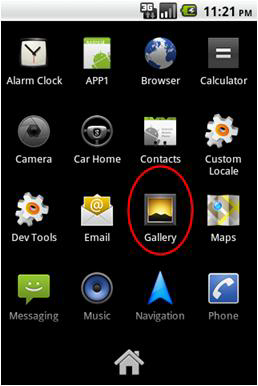 3G 11:21 PM
Alarm Clock APP1 Browser Calculator
Camera Car Home Contacts Custom
Locale
Dev Tools Email Gallery Maps
Messaging Music Navigation Phone